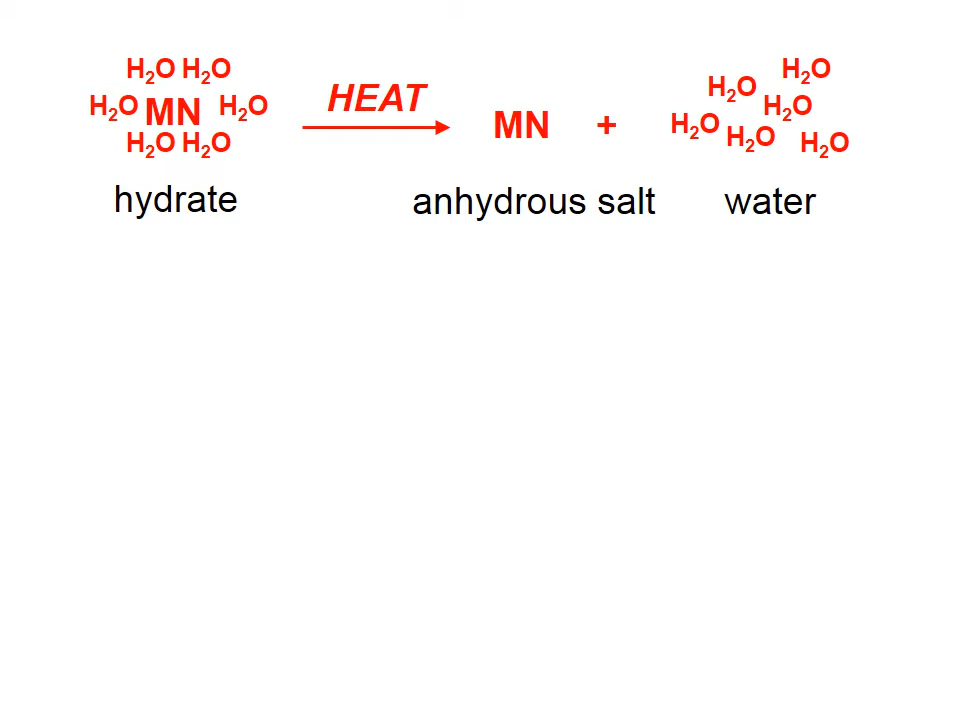 H₂O H₂O
H₂O MN H₂O
H₂O H₂O
HEAT
MN +
H₂O
H₂O
H₂O
H₂O
H₂O
H₂O
hydrate
anhydrous salt
water